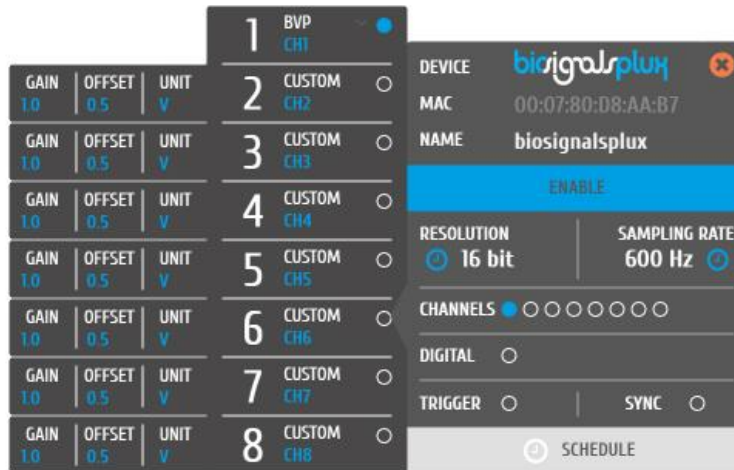 1 BVP CH1
GAIN 1.0 OFFSET 0.5 UNIT V 2 CUSTOM CH2
GAIN 1.0 OFFSET 0.5 UNIT V 3 CUSTOM CH3
GAIN 1.0 OFFSET 0.5 UNIT V 4 CUSTOM CH4
GAIN 1.0 OFFSET 0.5 UNIT V 5 CUSTOM CH5
GAIN 1.0 OFFSET 0.5 UNIT V 6 CUSTOM CH6
GAIN 1.0 OFFSET 0.5 UNIT V 7 CUSTOM CH7
GAIN 1.0 OFFSET 0.5 UNIT V 8 CUSTOM CH8
DEVICE biosignalsplux
MAC 00:07:80:D8:AA:B7
NAME biosignalsplux
ENABLE
RESOLUTION SAMPLING RATE
16 bit 600 Hz
CHANNELS
DIGITAL
TRIGGER SYNC
SCHEDULE